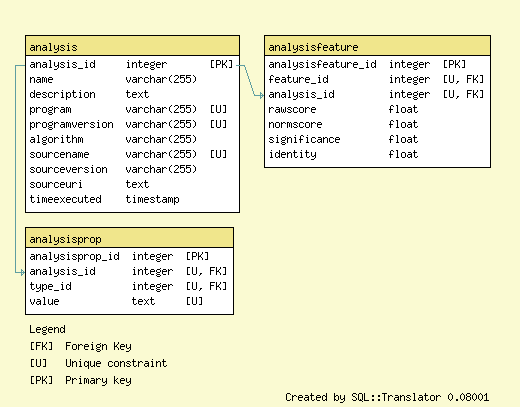 analysis
analysis_id integer [PK]
name varchar(255)
description text
program varchar(255) [U]
programversion varchar(255) [U]
algorithm varchar(255)
sourcename varchar(255) [U]
sourceversion varchar(255)
sourceuri text
timeexecuted timestamp
analysisfeature
analysisfeature_id integer [PK]
feature_id integer [U, FK]
analysis_id integer [U, FK]
rawscore float
normscore float
significance float
identity float
analysisprop
analysisprop_id integer [PK]
analysis_id integer [U, FK]
type_id integer [U, FK]
value text [U]
Legend
[FK] Foreign Key
[U] Unique constraint
[PK] Primary key
Created by SQL::Translator 0.08001